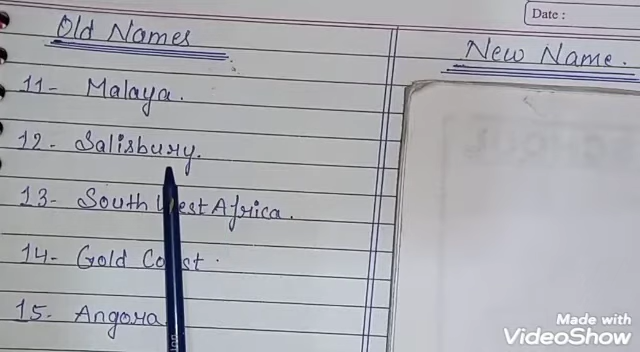 Date :
Old Names
New Name.
11- Malaya.
12- Salisbury.
13- South West Africa.
14- Gold Coast.
15- Angora
Made with
VideoShow